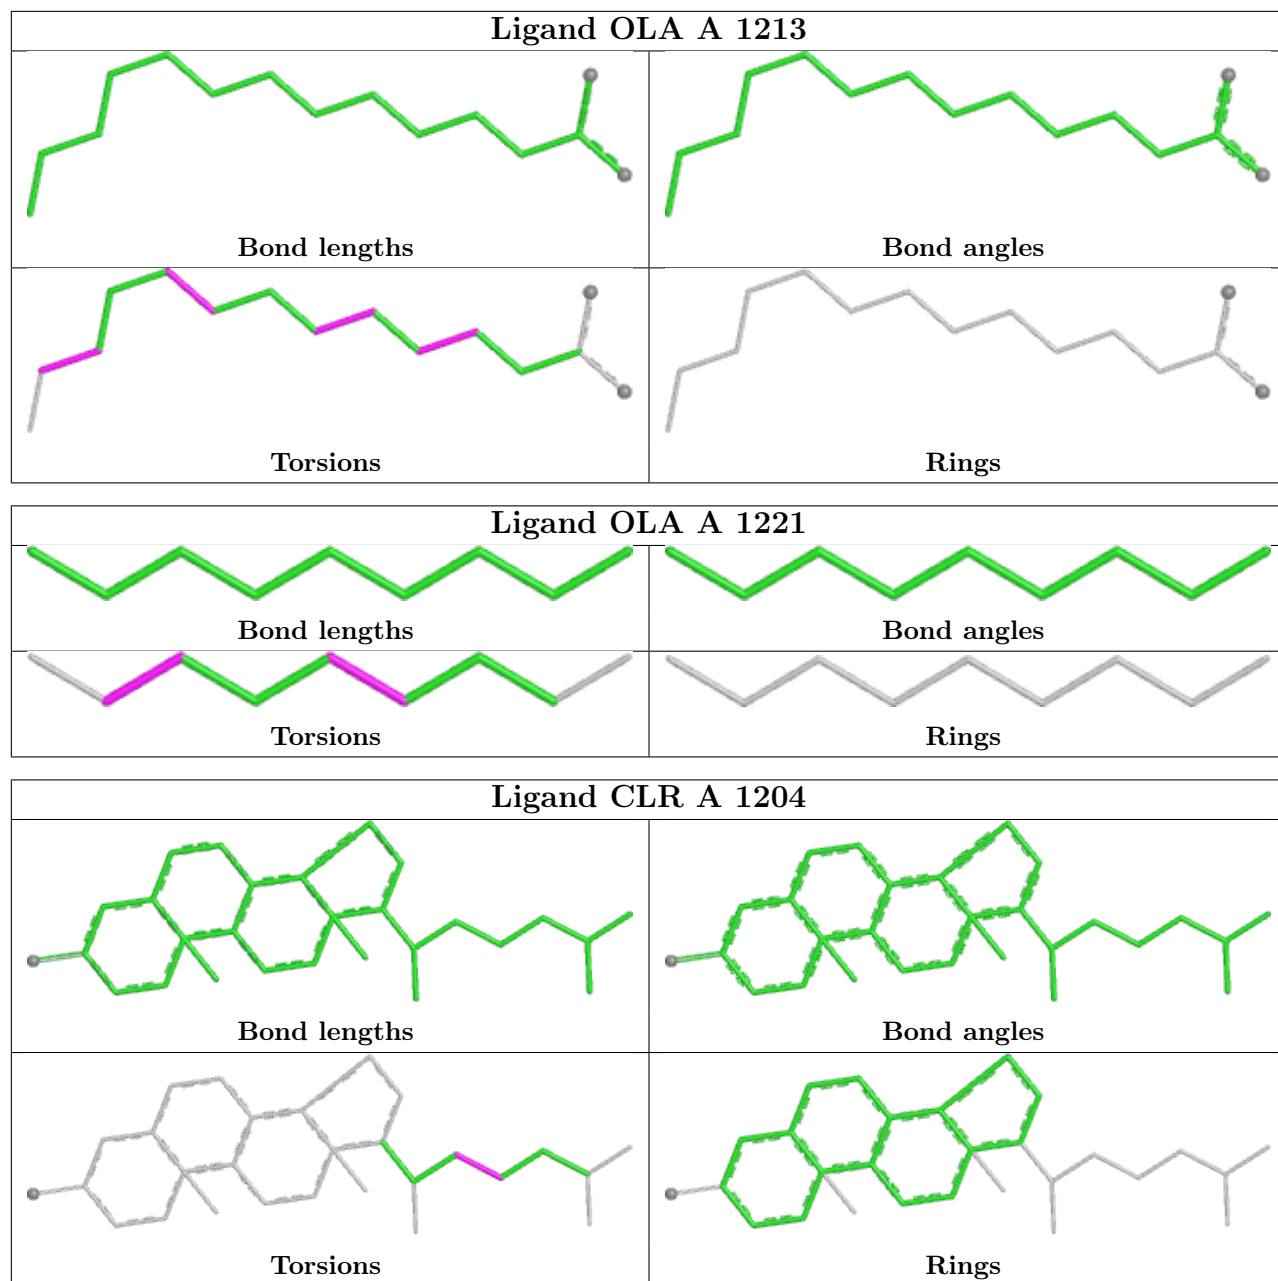 Ligand OLA A 1213
Bond lengths Bond angles
Torsions Rings
Ligand OLA A 1221
Bond lengths Bond angles
Torsions Rings
Ligand CLR A 1204
Bond lengths Bond angles
Torsions Rings